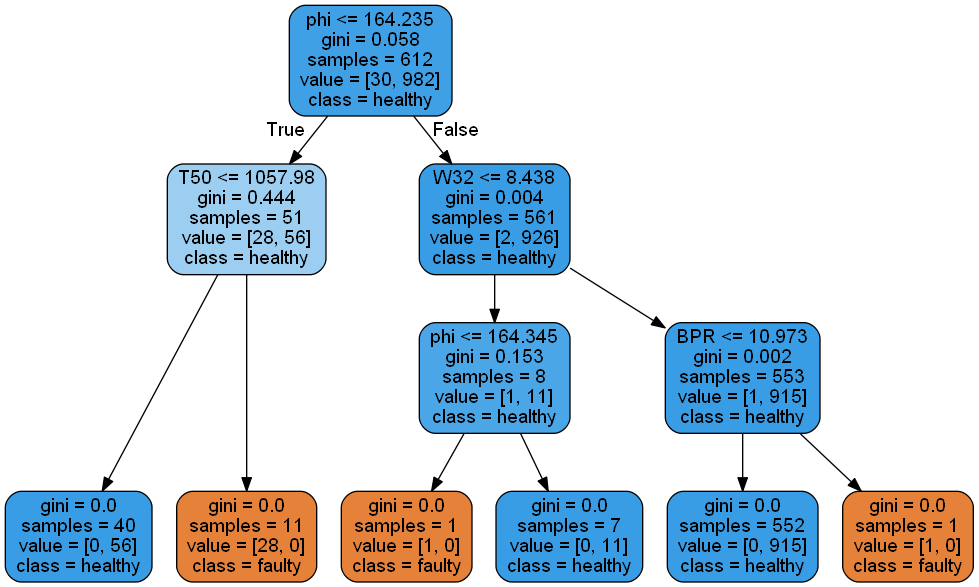 phi <= 164.235
gini = 0.058
samples = 612
value = [30, 982]
class = healthy
True
False
T50 <= 1057.98
gini = 0.444
samples = 51
value = [28, 56]
class = healthy
W32 <= 8.438
gini = 0.004
samples = 561
value = [2, 926]
class = healthy
phi <= 164.345
gini = 0.153
samples = 8
value = [1, 11]
class = healthy
BPR <= 10.973
gini = 0.002
samples = 553
value = [1, 915]
class = healthy
gini = 0.0
samples = 40
value = [0, 56]
class = healthy
gini = 0.0
samples = 11
value = [28, 0]
class = faulty
gini = 0.0
samples = 1
value = [1, 0]
class = faulty
gini = 0.0
samples = 7
value = [0, 11]
class = healthy
gini = 0.0
samples = 552
value = [0, 915]
class = healthy
gini = 0.0
samples = 1
value = [1, 0]
class = faulty